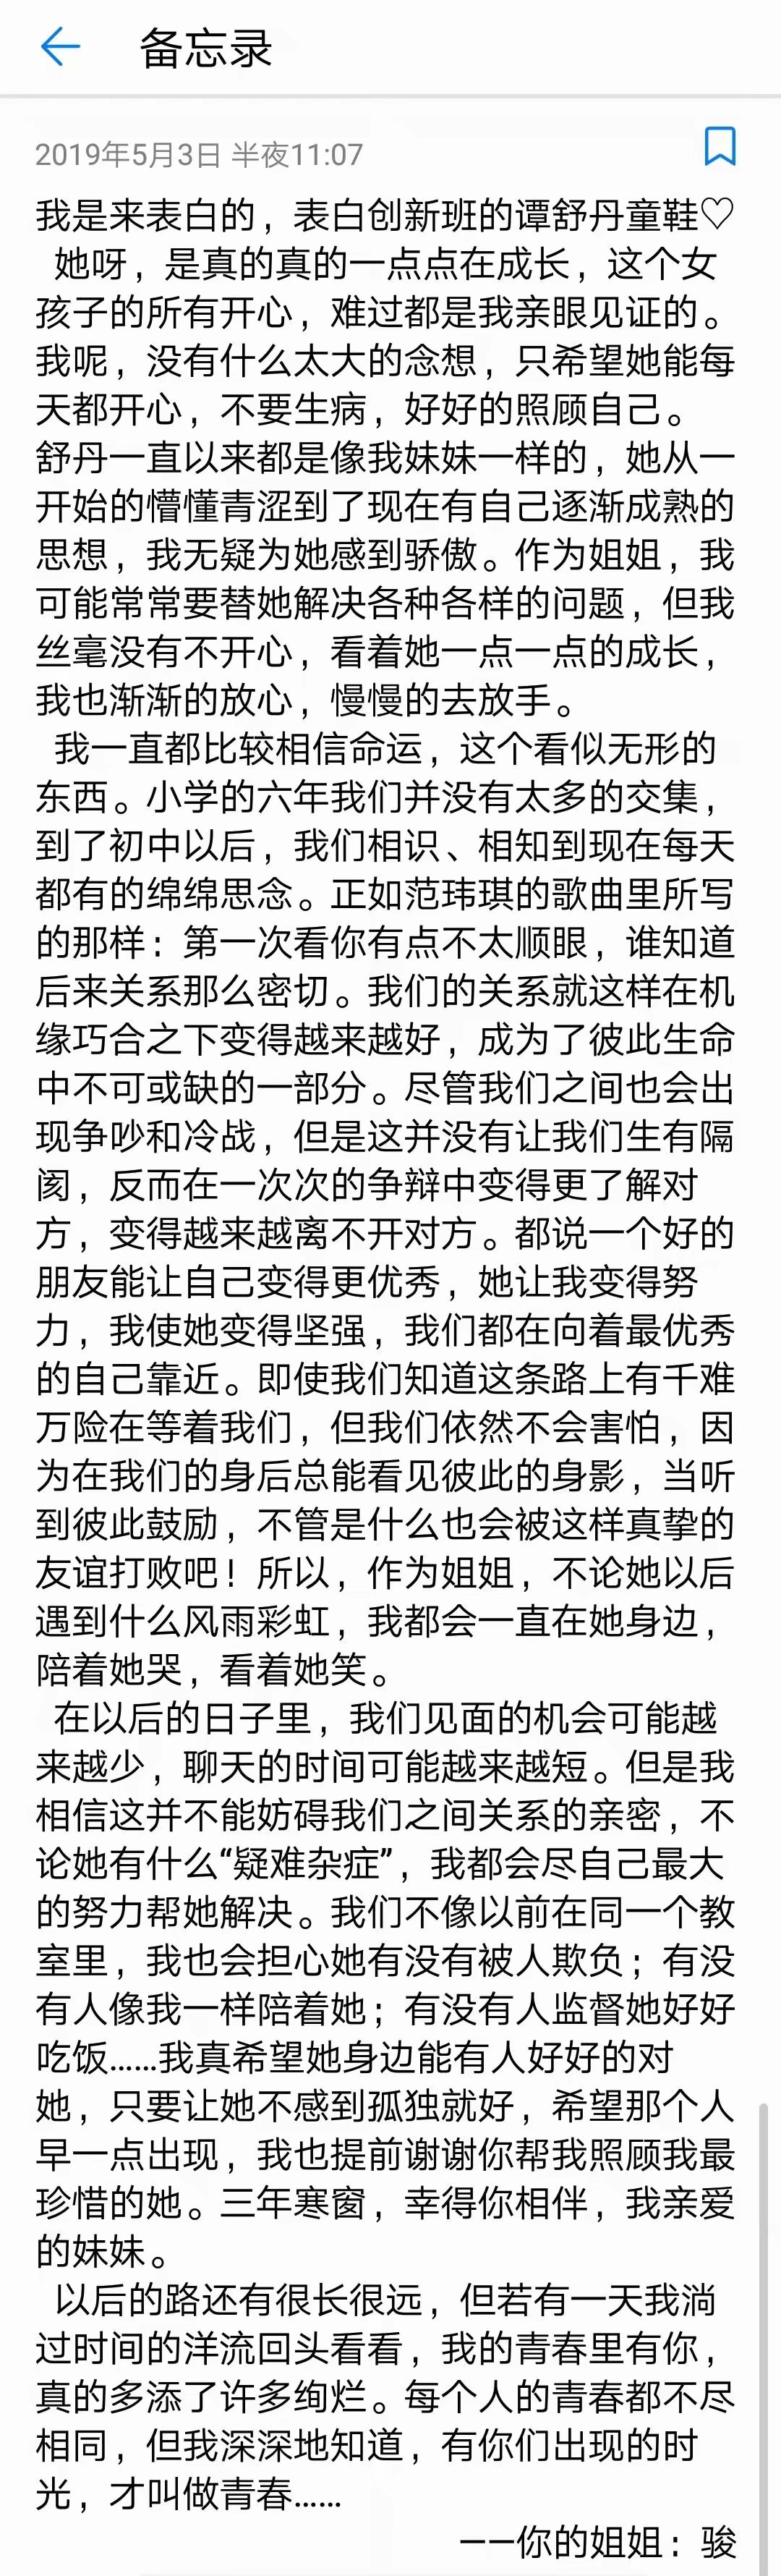 备忘录
2019年5月3日 半夜11:07
我是来表白的，表白创新班的谭舒丹童鞋♡
她呀，是真的真的一点点在成长，这个女
孩子的所有开心，难过都是我亲眼见证的。
我呢，没有什么太大的念想，只希望她能每
天都开心，不要生病，好好的照顾自己。
舒丹一直以来都是像我妹妹一样的，她从一
开始的懵懂青涩到了现在有自己逐渐成熟的
思想，我无疑为她感到骄傲。作为姐姐，我
可能常常要替她解决各种各样的问题，但我
丝毫没有不开心，看着她一点一点的成长，
我也渐渐的放心，慢慢的去放手。
我一直都比较相信命运，这个看似无形的
东西。小学的六年我们并没有太多的交集，
到了初中以后，我们相识、相知到现在每天
都有的绵绵思念。正如范玮琪的歌曲里所写
的那样：第一次看你有点不太顺眼，谁知道
后来关系那么密切。我们的关系就这样在机
缘巧合之下变得越来越好，成为了彼此生命
中不可或缺的一部分。尽管我们之间也会出
现争吵和冷战，但是这并没有让我们生有隔
阂，反而在一次次的争辩中变得更了解对
方，变得越来越离不开对方。都说一个好的
朋友能让自己变得更优秀，她让我变得努
力，我使她变得坚强，我们都在向着最优秀
的自己靠近。即使我们知道这条路上有千难
万险在等着我们，但我们依然不会害怕，因
为在我们的身后总能看见彼此的身影，当听
到彼此鼓励，不管是什么也会被这样真挚的
友谊打败吧！所以，作为姐姐，不论她以后
遇到什么风雨彩虹，我都会一直在她身边，
陪着她哭，看着她笑。
在以后的日子里，我们见面的机会可能越
来越少，聊天的时间可能越来越短。但是我
相信这并不能妨碍我们之间关系的亲密，不
论她有什么“疑难杂症”，我都会尽自己最大
的努力帮她解决。我们不像以前在同一个教
室里，我也会担心她有没有被人欺负；有没
有人像我一样陪着她；有没有人监督她好好
吃饭……我真希望她身边能有人好好的对
她，只要让她不感到孤独就好，希望那个人
早一点出现，我也提前谢谢你帮我照顾我最
珍惜的她。三年寒窗，幸得你相伴，我亲爱
的妹妹。
以后的路还有很长很远，但若有一天我淌
过时间的洋流回头看看，我的青春里有你，
真的多添了许多绚烂。每个人的青春都不尽
相同，但我深深地知道，有你们出现的时
光，才叫做青春……
——你的姐姐：骏